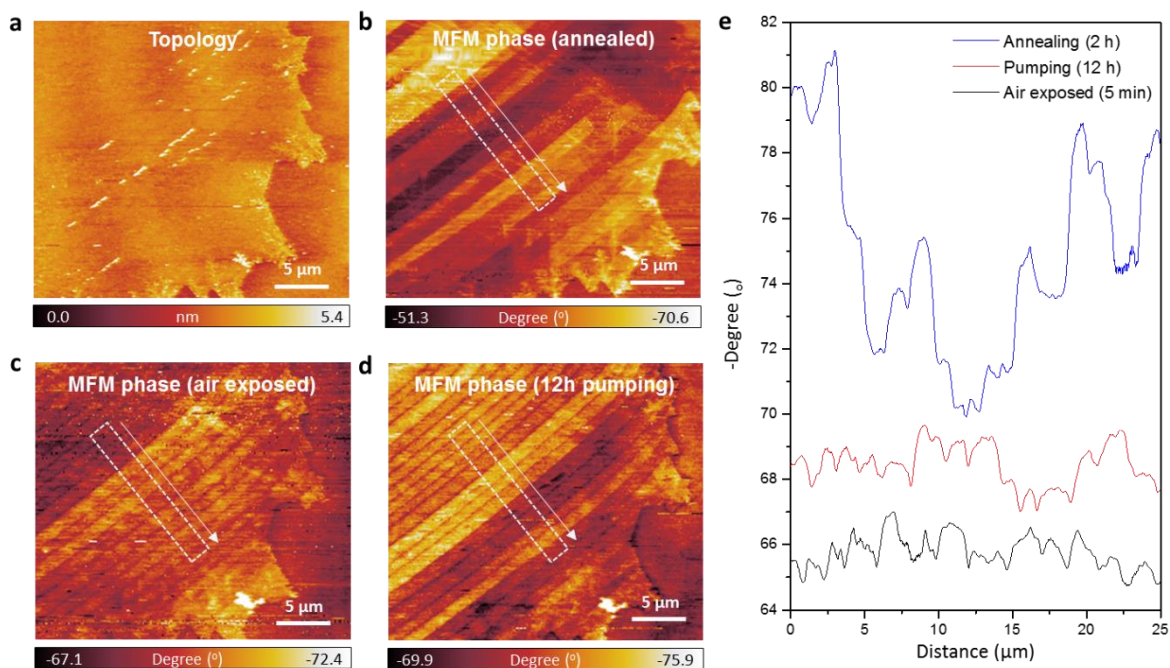 a
Topology
5 μm
0.0 nm 5.4
b
MFM phase (annealed)
5 μm
-51.3 Degree (º) -70.6
c
MFM phase (air exposed)
5 μm
-67.1 Degree (º) -72.4
d
MFM phase (12h pumping)
5 μm
-69.9 Degree (º) -75.9
e
82
80
78
76
74
72
70
68
66
64
-Degree (o)
Annealing (2 h)
Pumping (12 h)
Air exposed (5 min)
0 5 10 15 20 25
Distance (μm)